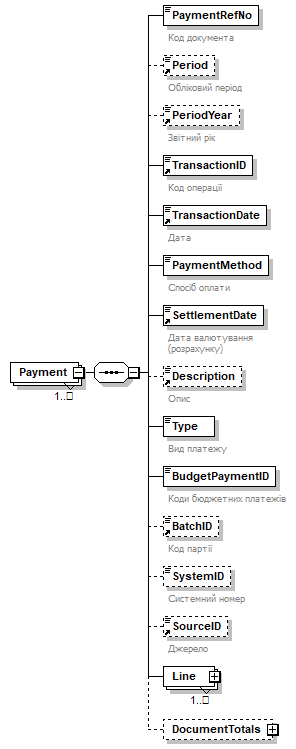 PaymentRefNo
Код документа
Period
Обліковий період
PeriodYear
Звітний рік
TransactionID
Код операції
TransactionDate
Дата
PaymentMethod
Спосіб оплати
SettlementDate
Дата валютування
(розрахунку)
Payment
1..
Description
Опис
Type
Вид платежу
BudgetPaymentID
Коди бюджетних платежів
BatchID
Код партії
SystemID
Системний номер
SourceID
Джерело
Line
1..
DocumentTotals